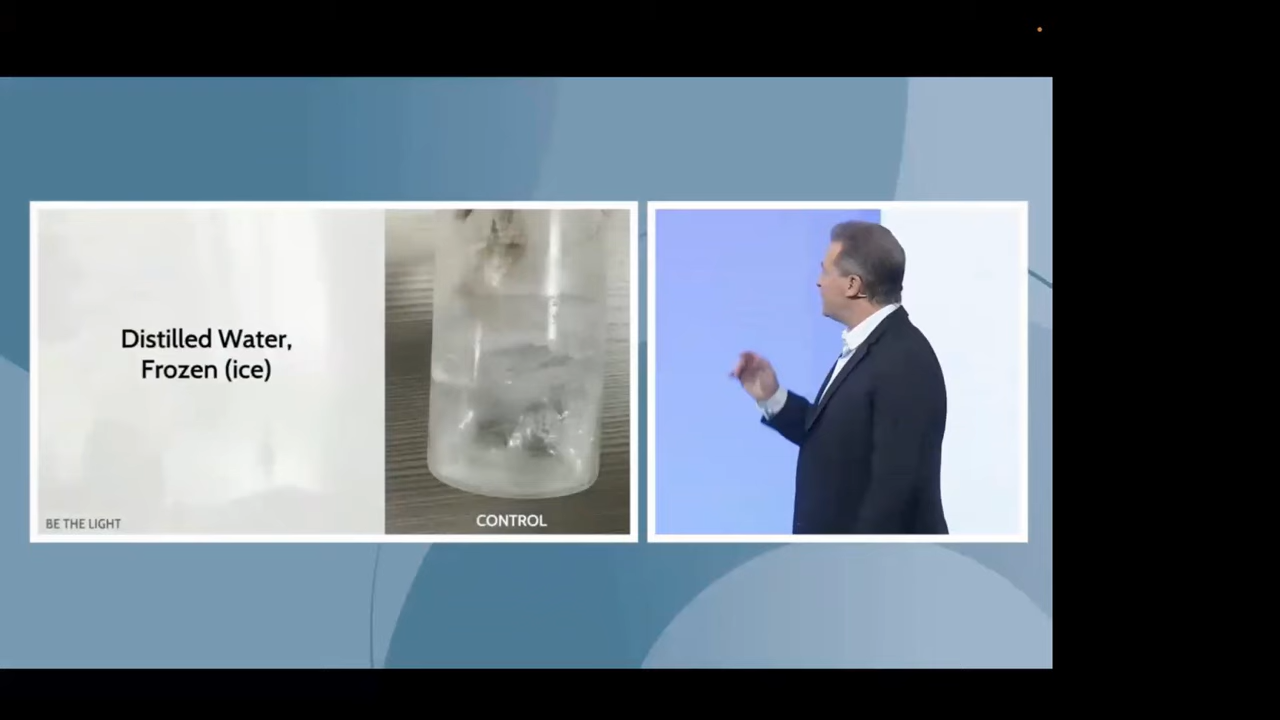 Distilled Water,
Frozen (ice)
BE THE LIGHT
CONTROL